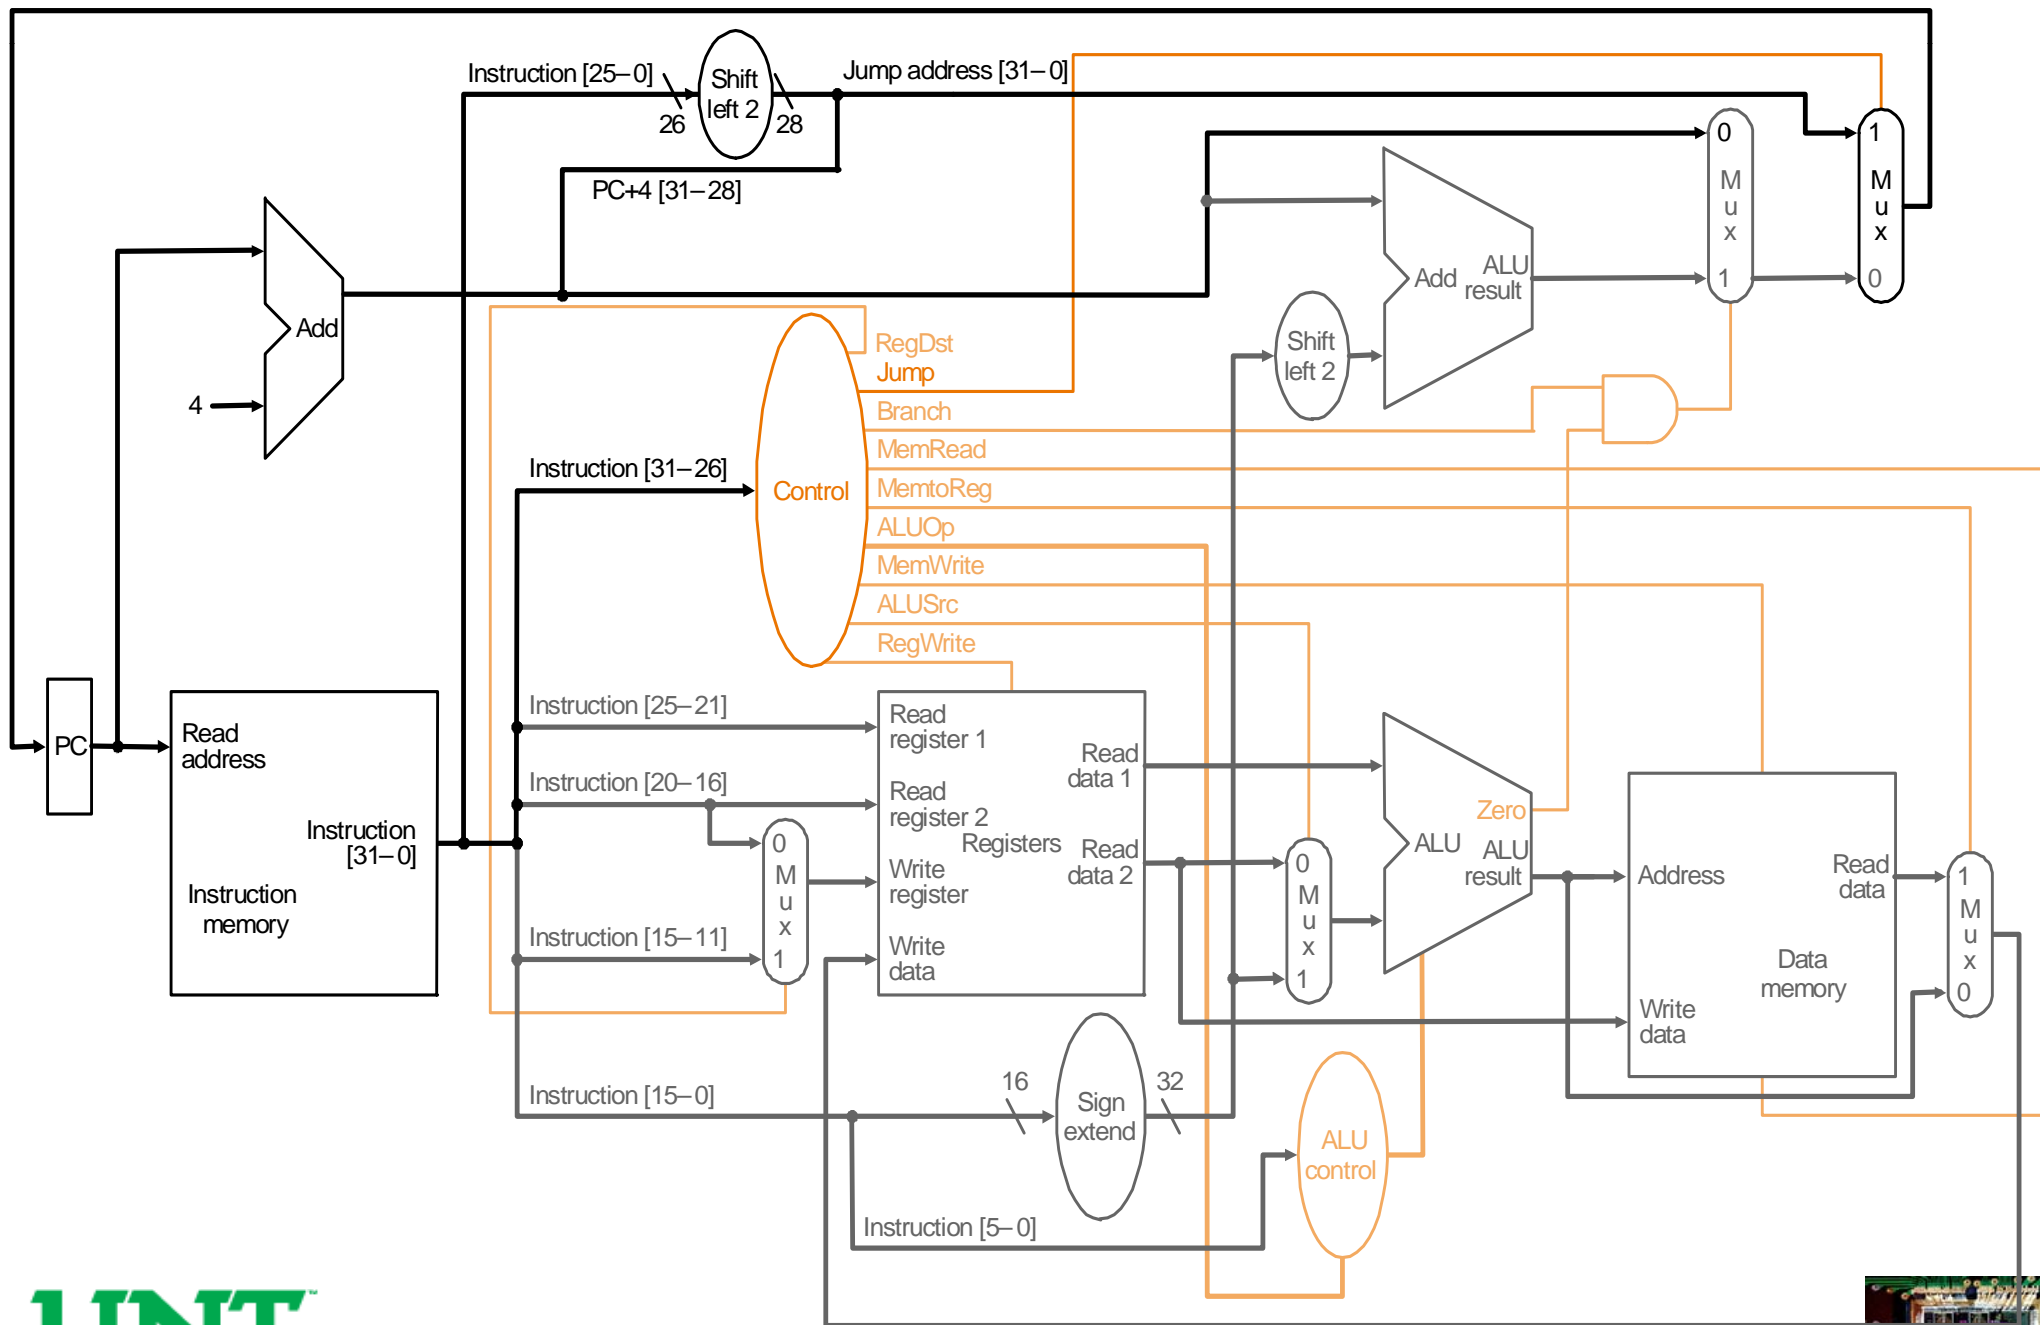 Instruction [25–0]
Shift
left 2
Jump address [31–0]
26
28
PC+4 [31–28]
0
M
u
x
1
1
M
u
x
0
Add
ALU
result
Add
4
Shift
left 2
RegDst
Jump
Branch
MemRead
MemtoReg
ALUOp
MemWrite
ALUSrc
RegWrite
Instruction [31–26]
Control
PC
Read
address
Instruction
[31–0]
Instruction
memory
Instruction [25–21]
Instruction [20–16]
Instruction [15–11]
0
M
u
x
1
Read
register 1
Read
register 2
Registers
Write
register
Write
data
Read
data 1
Read
data 2
0
M
u
x
1
Zero
ALU
ALU
result
Address
Read
data
Data
memory
Write
data
1
M
u
x
0
Instruction [15–0]
16
Sign
extend
32
ALU
control
Instruction [5–0]
UNT™